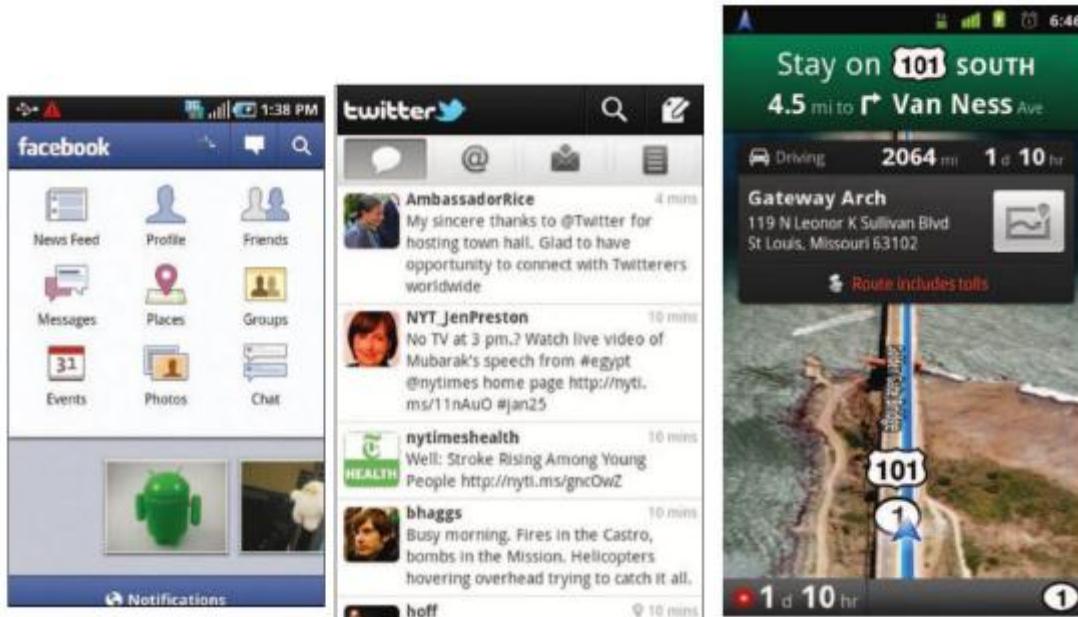 1:38 PM
facebook
News Feed Profile Friends
Messages Places Groups
31
Events Photos Chat
Notifications
twitter
@
AmbassadorRice 4 mins
My sincere thanks to @Twitter for
hosting town hall. Glad to have
opportunity to connect with Twitterers
worldwide
NYT_JenPreston 10 mins
No TV at 3 pm.? Watch live video of
Mubarak's speech from #egypt
@nytimes home page http://nyti.
ms/11nAuO #jan25
nytimeshealth 10 mins
HEALTH
Well: Stroke Rising Among Young
People http://nyti.ms/gncOwZ
bhaggs 10 mins
Busy morning. Fires in the Castro,
bombs in the Mission. Helicopters
hovering overhead trying to catch it all.
hoff 10 mins
6:46
Stay on 101 SOUTH
4.5 mi to Van Ness Ave
Driving 2064 mi 1 d 10 hr
Gateway Arch
119 N Leonor K Sullivan Blvd
St Louis, Missouri 63102
Route includes tolls
101
1
1 d 10 hr 1